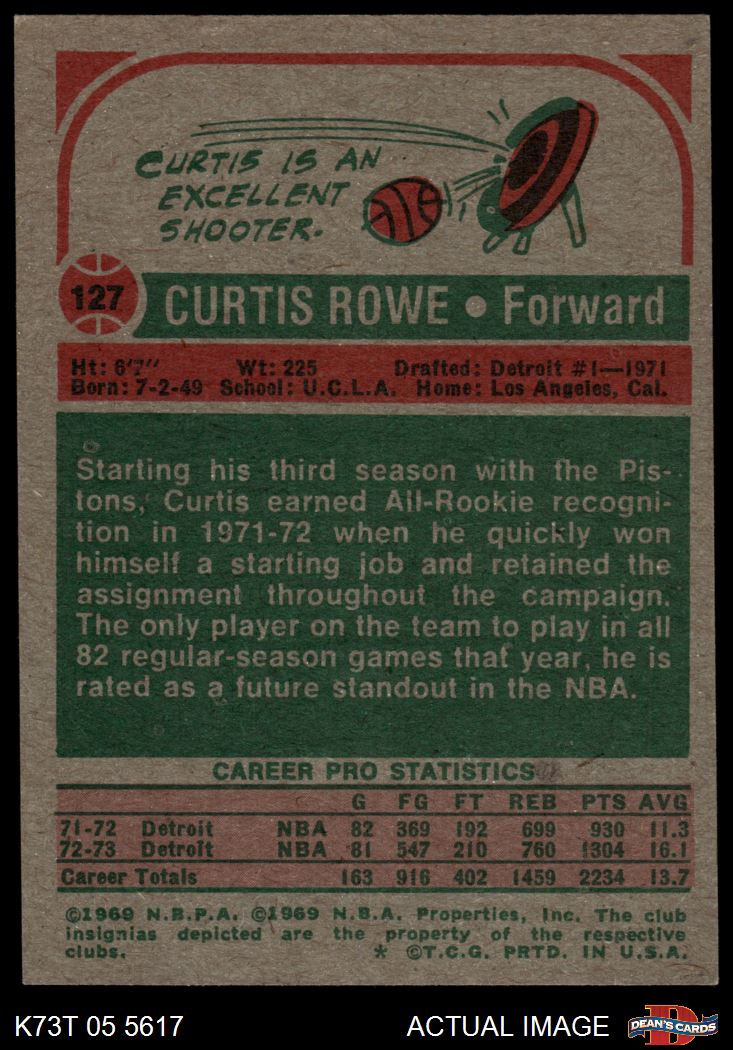 CURTIS IS AN
EXCELLENT
SHOOTER.
127
CURTIS ROWE • Forward
Ht: 6'7" Wt: 225 Drafted: Detroit #1—1971
Born: 7-2-49 School: U.C.L.A. Home: Los Angeles, Cal.
Starting his third season with the Pis-
tons, Curtis earned All-Rookie recogni-
tion in 1971-72 when he quickly won
himself a starting job and retained the
assignment throughout the campaign.
The only player on the team to play in all
82 regular-season games that year, he is
rated as a future standout in the NBA.
CAREER PRO STATISTICS
G FG FT REB PTS AVG
71-72 Detroit NBA 82 369 192 699 930 11.3
72-73 Detroit NBA 81 547 210 760 1304 16.1
Career Totals 163 916 402 1459 2234 13.7
©1969 N.B.P.A. ©1969 N.B.A. Properties, Inc. The club
insignias depicted are the property of the respective
clubs. * ©T.C.G. PRTD. IN U.S.A.
K73T 05 5617 ACTUAL IMAGE
D
DEAN'S CARDS